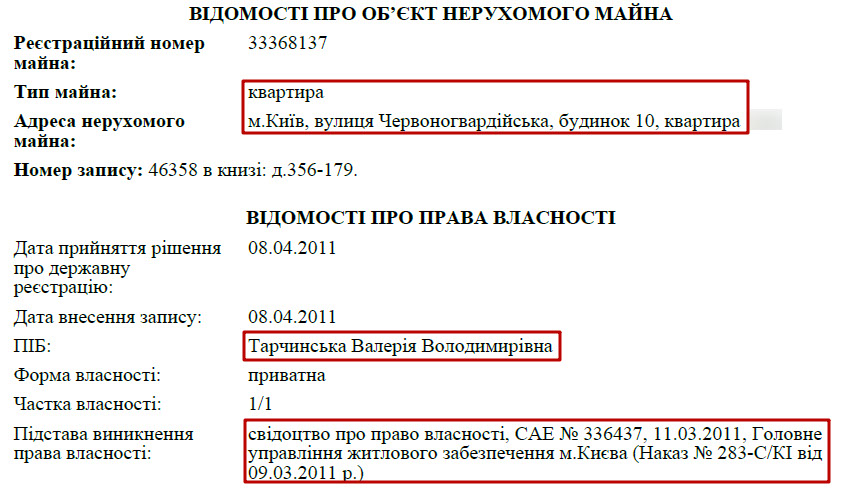 ВІДОМОСТІ ПРО ОБ’ЄКТ НЕРУХОМОГО МАЙНА
Реєстраційний номер майна: 33368137
Тип майна: квартира
Адреса нерухомого майна: м.Київ, вулиця Червоногвардійська, будинок 10, квартира
Номер запису: 46358 в книзі: д.356-179.
ВІДОМОСТІ ПРО ПРАВА ВЛАСНОСТІ
Дата прийняття рішення про державну реєстрацію: 08.04.2011
Дата внесення запису: 08.04.2011
ПІБ: Тарчинська Валерія Володимирівна
Форма власності: приватна
Частка власності: 1/1
Підстава виникнення права власності: свідоцтво про право власності, САЕ № 336437, 11.03.2011, Головне
управління житлового забезпечення м.Києва (Наказ № 283-С/КІ від
09.03.2011 р.)